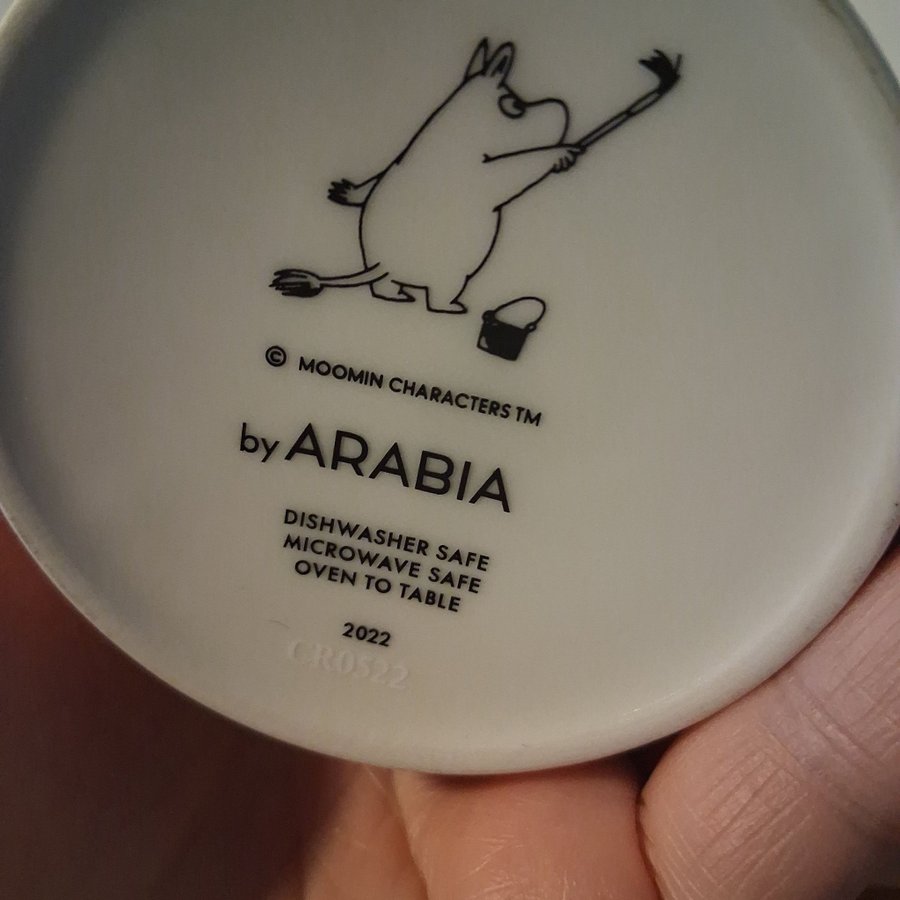 © MOOMIN CHARACTERS TM
by ARABIA
DISHWASHER SAFE
MICROWAVE SAFE
OVEN TO TABLE
2022
CR0522